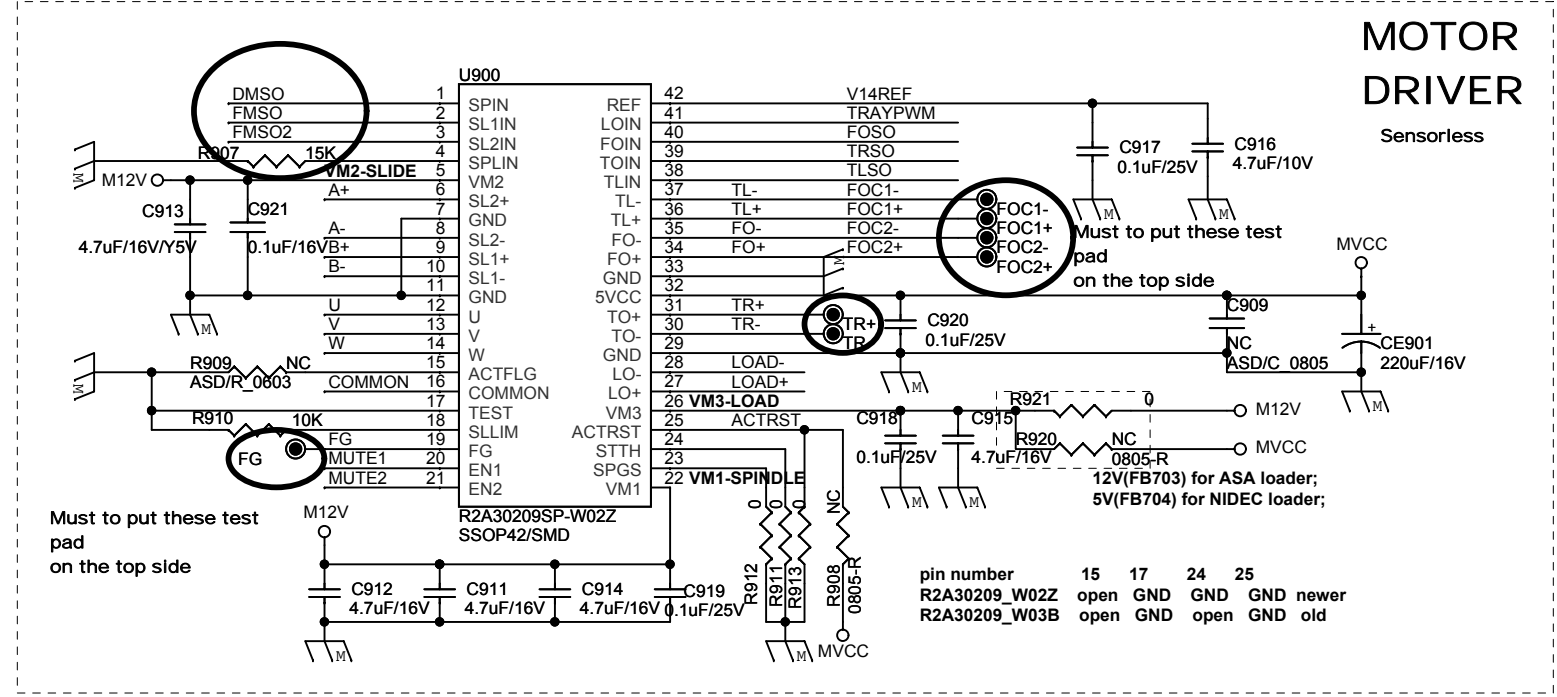 MOTOR
DRIVER
Sensorless
U900
DMSO 1 SPIN
FMSO 2 SL1IN
FMSO2 3 SL2IN
R907 15K 4 SPLIN
M12V VM2-SLIDE 5 VM2
A+ 6 SL2+
7 GND
A- 8 SL2-
B+ 9 SL1+
B- 10 SL1-
11 GND
U 12 U
V 13 V
W 14 W
R909 NC 15 ACTFLG
ASD/R_0603
COMMON 16 COMMON
17 TEST
R910 10K 18 SLLIM
FG 19 FG
FG
MUTE1 20 EN1
MUTE2 21 EN2
M
C913
4.7uF/16V/Y5V
C921
0.1uF/16V
M
M
REF 42 V14REF
LOIN 41 TRAYPWM
FOIN 40 FOSO
TOIN 39 TRSO
TLIN 38 TLSO
TL- 37 TL- FOC1-
TL+ 36 TL+ FOC1+
FO- 35 FO- FOC2-
FO+ 34 FO+ FOC2+
GND 33
5VCC 32
TO+ 31 TR+
TO- 30 TR-
GND 29
LO- 28 LOAD-
LO+ 27 LOAD+
VM3 26 VM3-LOAD
ACTRST 25 ACTRST
STTH 24
SPGS 23
VM1 22 VM1-SPINDLE
R2A30209SP-W02Z
SSOP42/SMD
C917
0.1uF/25V
C916
4.7uF/10V
M
M
FOC1-
FOC1+
FOC2-
FOC2+
Must to put these test
pad
on the top side
M
TR+
TR
C920
0.1uF/25V
M
MVCC
C909
NC
ASD/C_0805
+
CE901
220uF/16V
M
R921 0 M12V
R920 NC MVCC
0805-R
C918
0.1uF/25V
C915
4.7uF/16V
M
M
12V(FB703) for ASA loader;
5V(FB704) for NIDEC loader;
Must to put these test
pad
on the top side
M12V
C912
4.7uF/16V
C911
4.7uF/16V
C914
4.7uF/16V
C919
0.1uF/25V
M
R912 0
R911 0
R913 0
R908 NC
0805-R
M
MVCC
pin number 15 17 24 25
R2A30209_W02Z open GND GND GND newer
R2A30209_W03B open GND open GND old